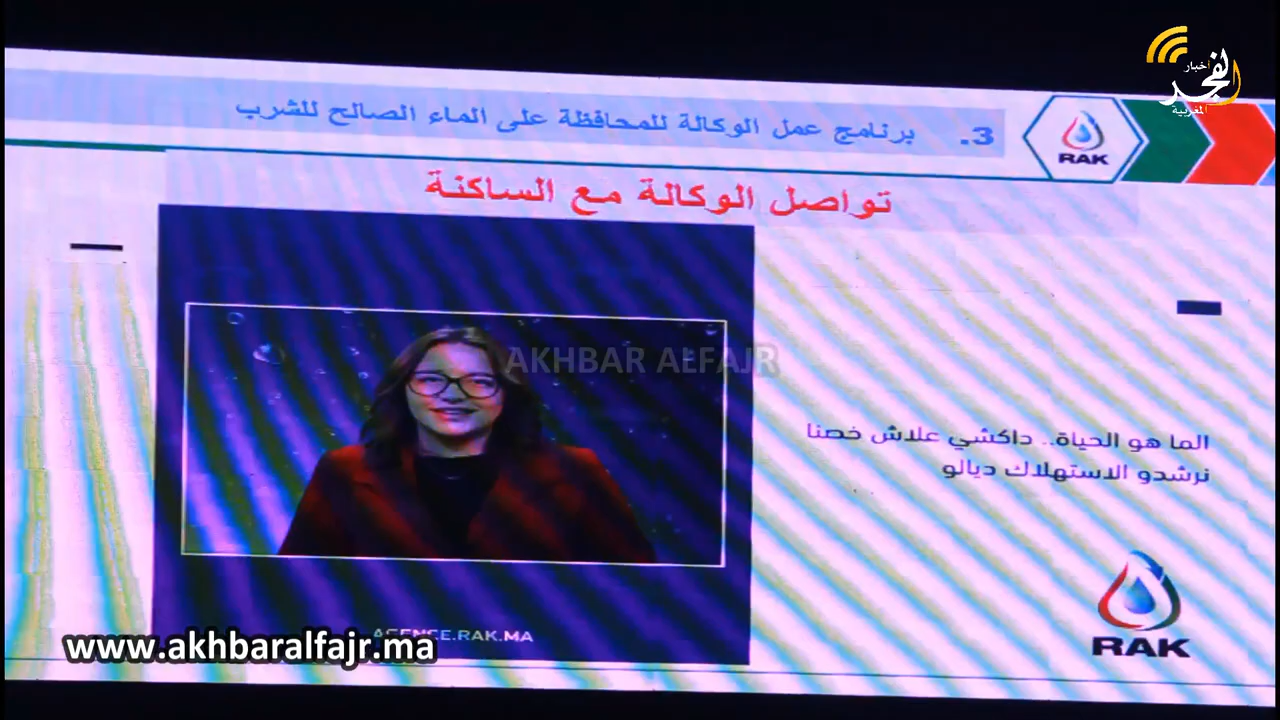 أخبار
الفجر
المغربية
3. برنامج عمل الوكالة للمحافظة على الماء الصالح للشرب
RAK
تواصل الوكالة مع الساكنة
AKHBAR ALFAJR
الما هو الحياة.. داكشي علاش خصنا
نرشدو الاستهلاك ديالو
RAK
AGENCE.RAK.MA
www.akhbaralfajr.ma